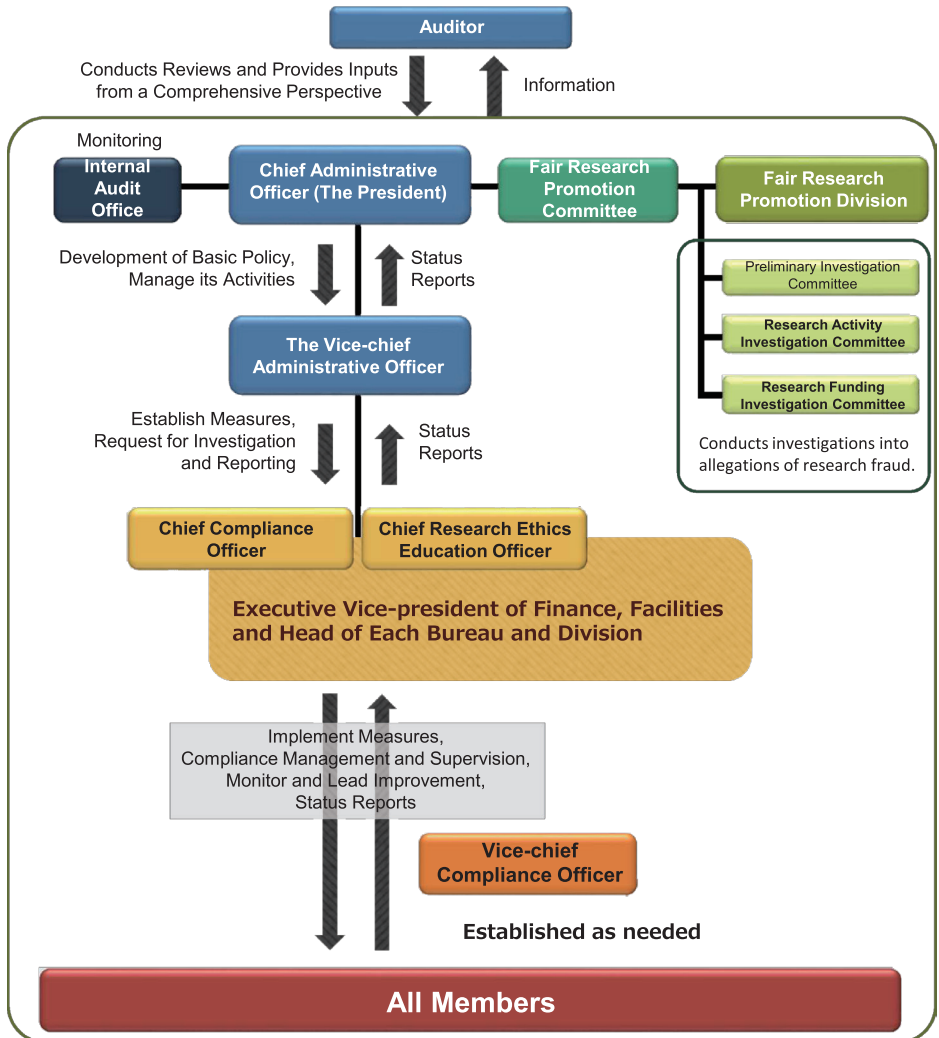 Auditor
Conducts Reviews and Provides Inputs
from a Comprehensive Perspective
Information
Monitoring
Internal
Audit
Office
Chief Administrative
Officer (The President)
Fair Research
Promotion
Committee
Fair Research
Promotion Division
Development of Basic Policy,
Manage its Activities
Status
Reports
Preliminary Investigation
Committee
Research Activity
Investigation Committee
Research Funding
Investigation Committee
Conducts investigations into
allegations of research fraud.
The Vice-chief
Administrative Officer
Establish Measures,
Request for Investigation
and Reporting
Status
Reports
Chief Compliance
Officer
Chief Research Ethics
Education Officer
Executive Vice-president of Finance, Facilities
and Head of Each Bureau and Division
Implement Measures,
Compliance Management and Supervision,
Monitor and Lead Improvement,
Status Reports
Vice-chief
Compliance Officer
Established as needed
All Members